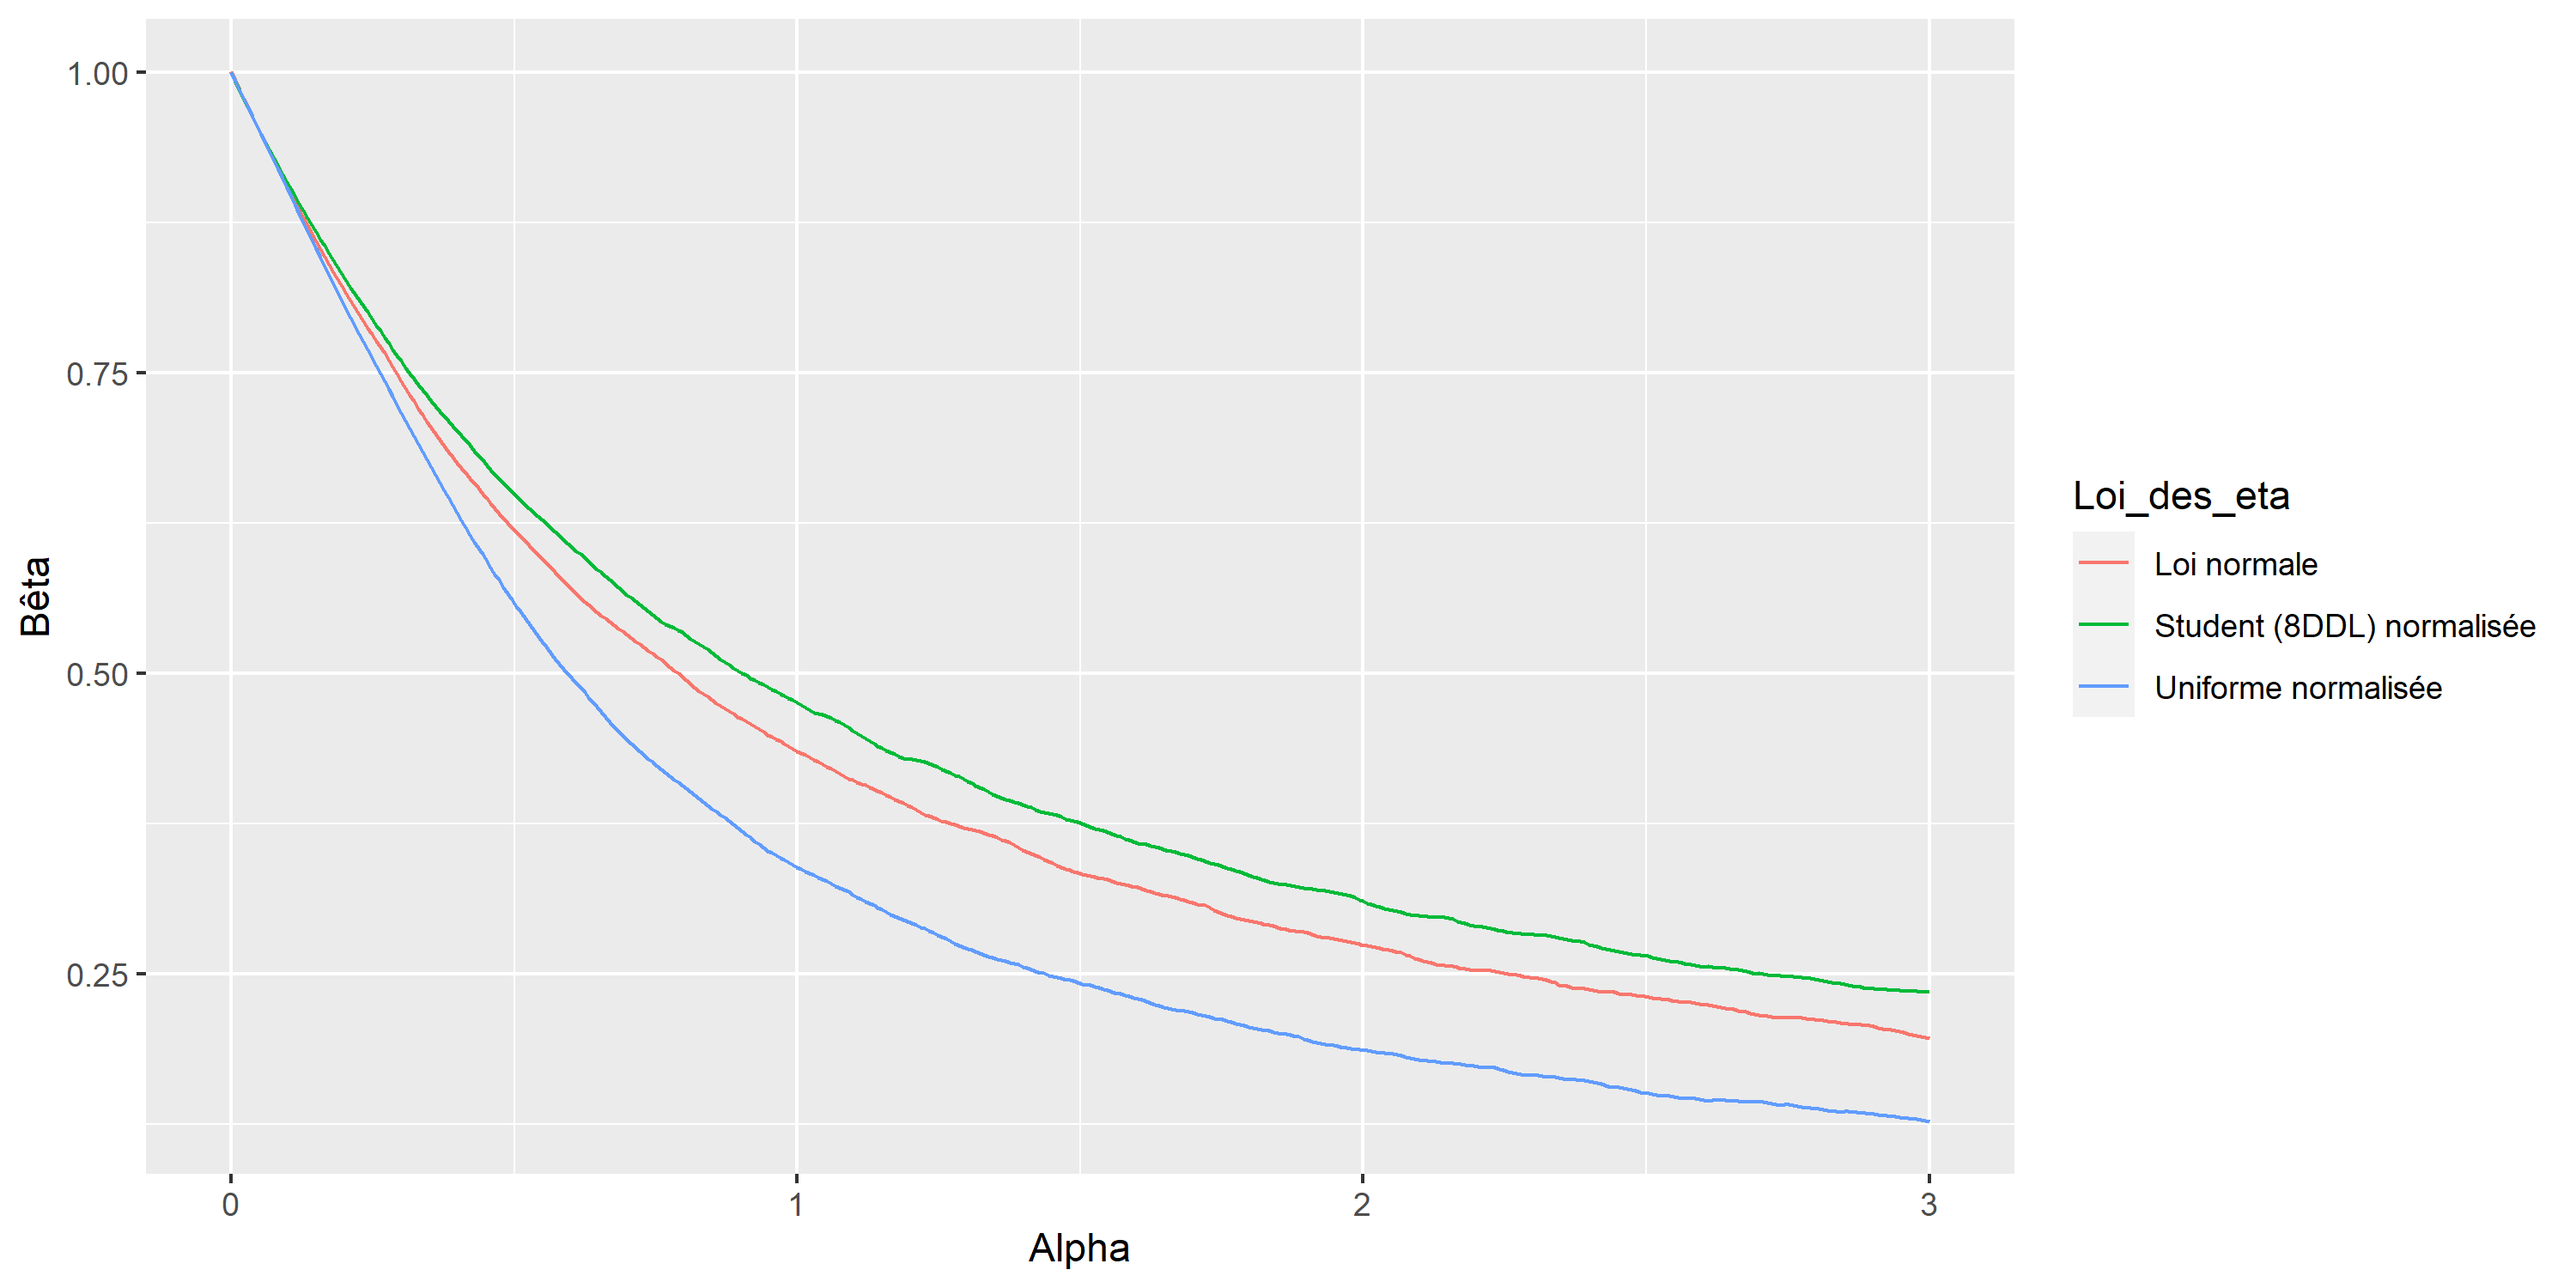 1.00
0.75
0.50
0.25
Bêta
0
1
2
3
Alpha
Loi_des_eta
Loi normale
Student (8DDL) normalisée
Uniforme normalisée